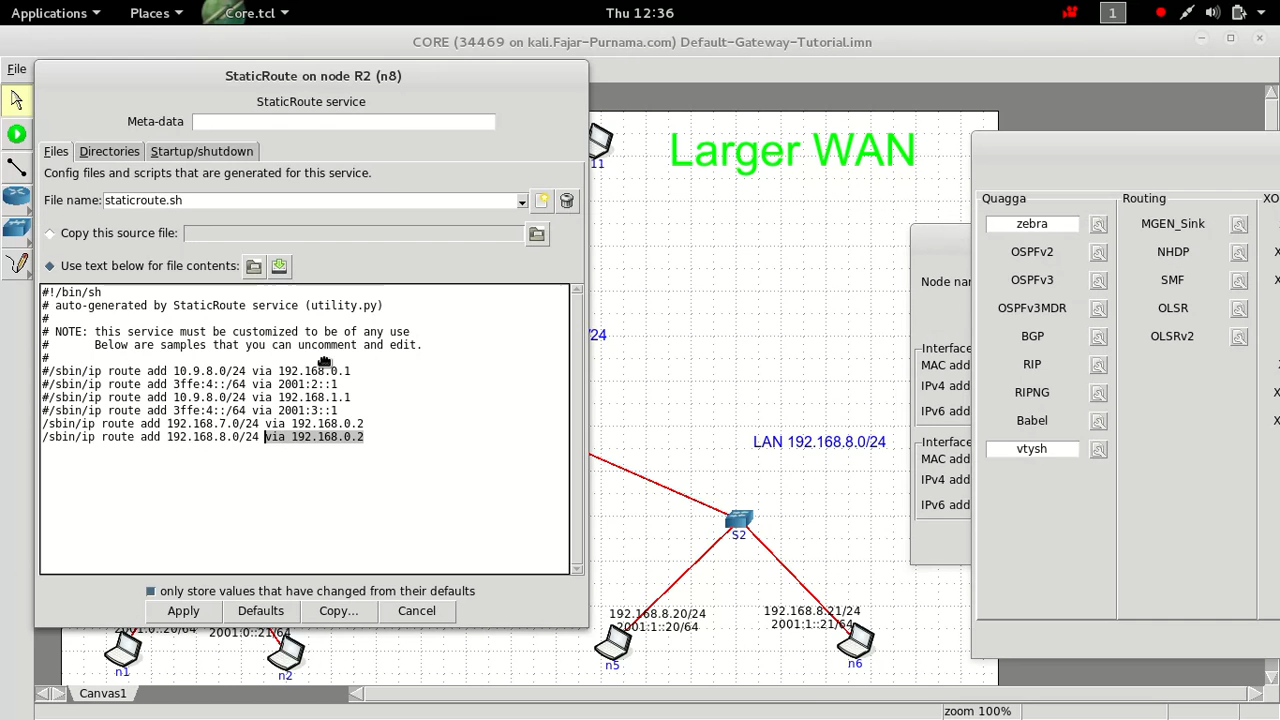 Applications Places Core.tcl Thu 12:36 1
CORE (34469 on kali.Fajar-Purnama.com) Default-Gateway-Tutorial.imn
File
StaticRoute on node R2 (n8)
StaticRoute service
Meta-data
Files Directories Startup/shutdown
Config files and scripts that are generated for this service.
File name: staticroute.sh
Copy this source file:
Use text below for file contents:
#!/bin/sh
# auto-generated by StaticRoute service (utility.py)
#
# NOTE: this service must be customized to be of any use
#       Below are samples that you can uncomment and edit.
#
#/sbin/ip route add 10.9.8.0/24 via 192.168.0.1
#/sbin/ip route add 3ffe:4::/64 via 2001:2::1
#/sbin/ip route add 10.9.8.0/24 via 192.168.1.1
#/sbin/ip route add 3ffe:4::/64 via 2001:3::1
/sbin/ip route add 192.168.7.0/24 via 192.168.0.2
/sbin/ip route add 192.168.8.0/24 via 192.168.0.2
only store values that have changed from their defaults
Apply Defaults Copy... Cancel
11
Larger WAN
/24
LAN 192.168.8.0/24
S2
192.168.8.20/24
2001:1::20/64
192.168.8.21/24
2001:1::21/64
n5
n6
2001:0::20/64
2001:0::21/64
n1
n2
Node nar
Interface
MAC add
IPv4 add
IPv6 add
Interface
MAC add
IPv4 add
IPv6 add
Quagga
zebra
OSPFv2
OSPFv3
OSPFv3MDR
BGP
RIP
RIPNG
Babel
vtysh
Routing
MGEN_Sink
NHDP
SMF
OLSR
OLSRv2
XO
Canvas1
zoom 100%